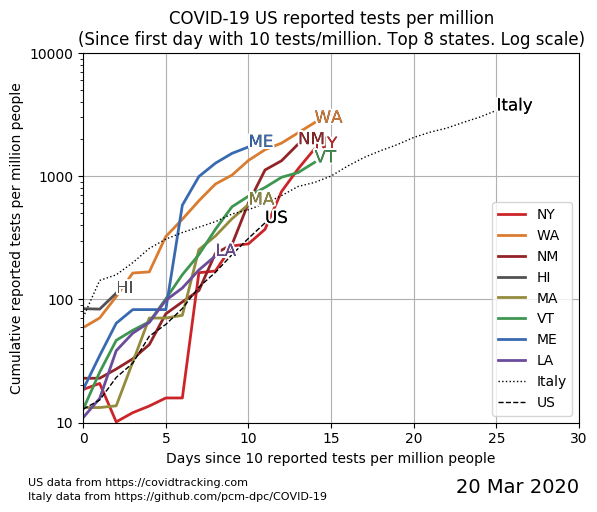 COVID-19 US reported tests per million
(Since first day with 10 tests/million. Top 8 states. Log scale)
Cumulative reported tests per million people
10000
1000
100
10
Italy
WA
NM
NY
ME
VT
MA
US
LA
HI
NY
WA
NM
HI
MA
VT
ME
LA
Italy
US
0
5
10
15
20
25
30
Days since 10 reported tests per million people
US data from https://covidtracking.com
Italy data from https://github.com/pcm-dpc/COVID-19
20 Mar 2020